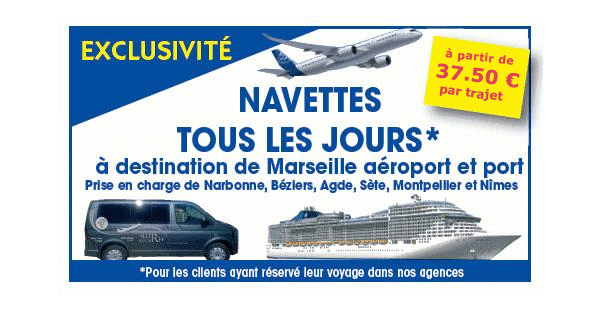 EXCLUSIVITÉ
à partir de
37.50 €
par trajet
NAVETTES
TOUS LES JOURS*
à destination de Marseille aéroport et port
Prise en charge de Narbonne, Béziers, Agde, Sète, Montpellier et Nîmes
*Pour les clients ayant réservé leur voyage dans nos agences